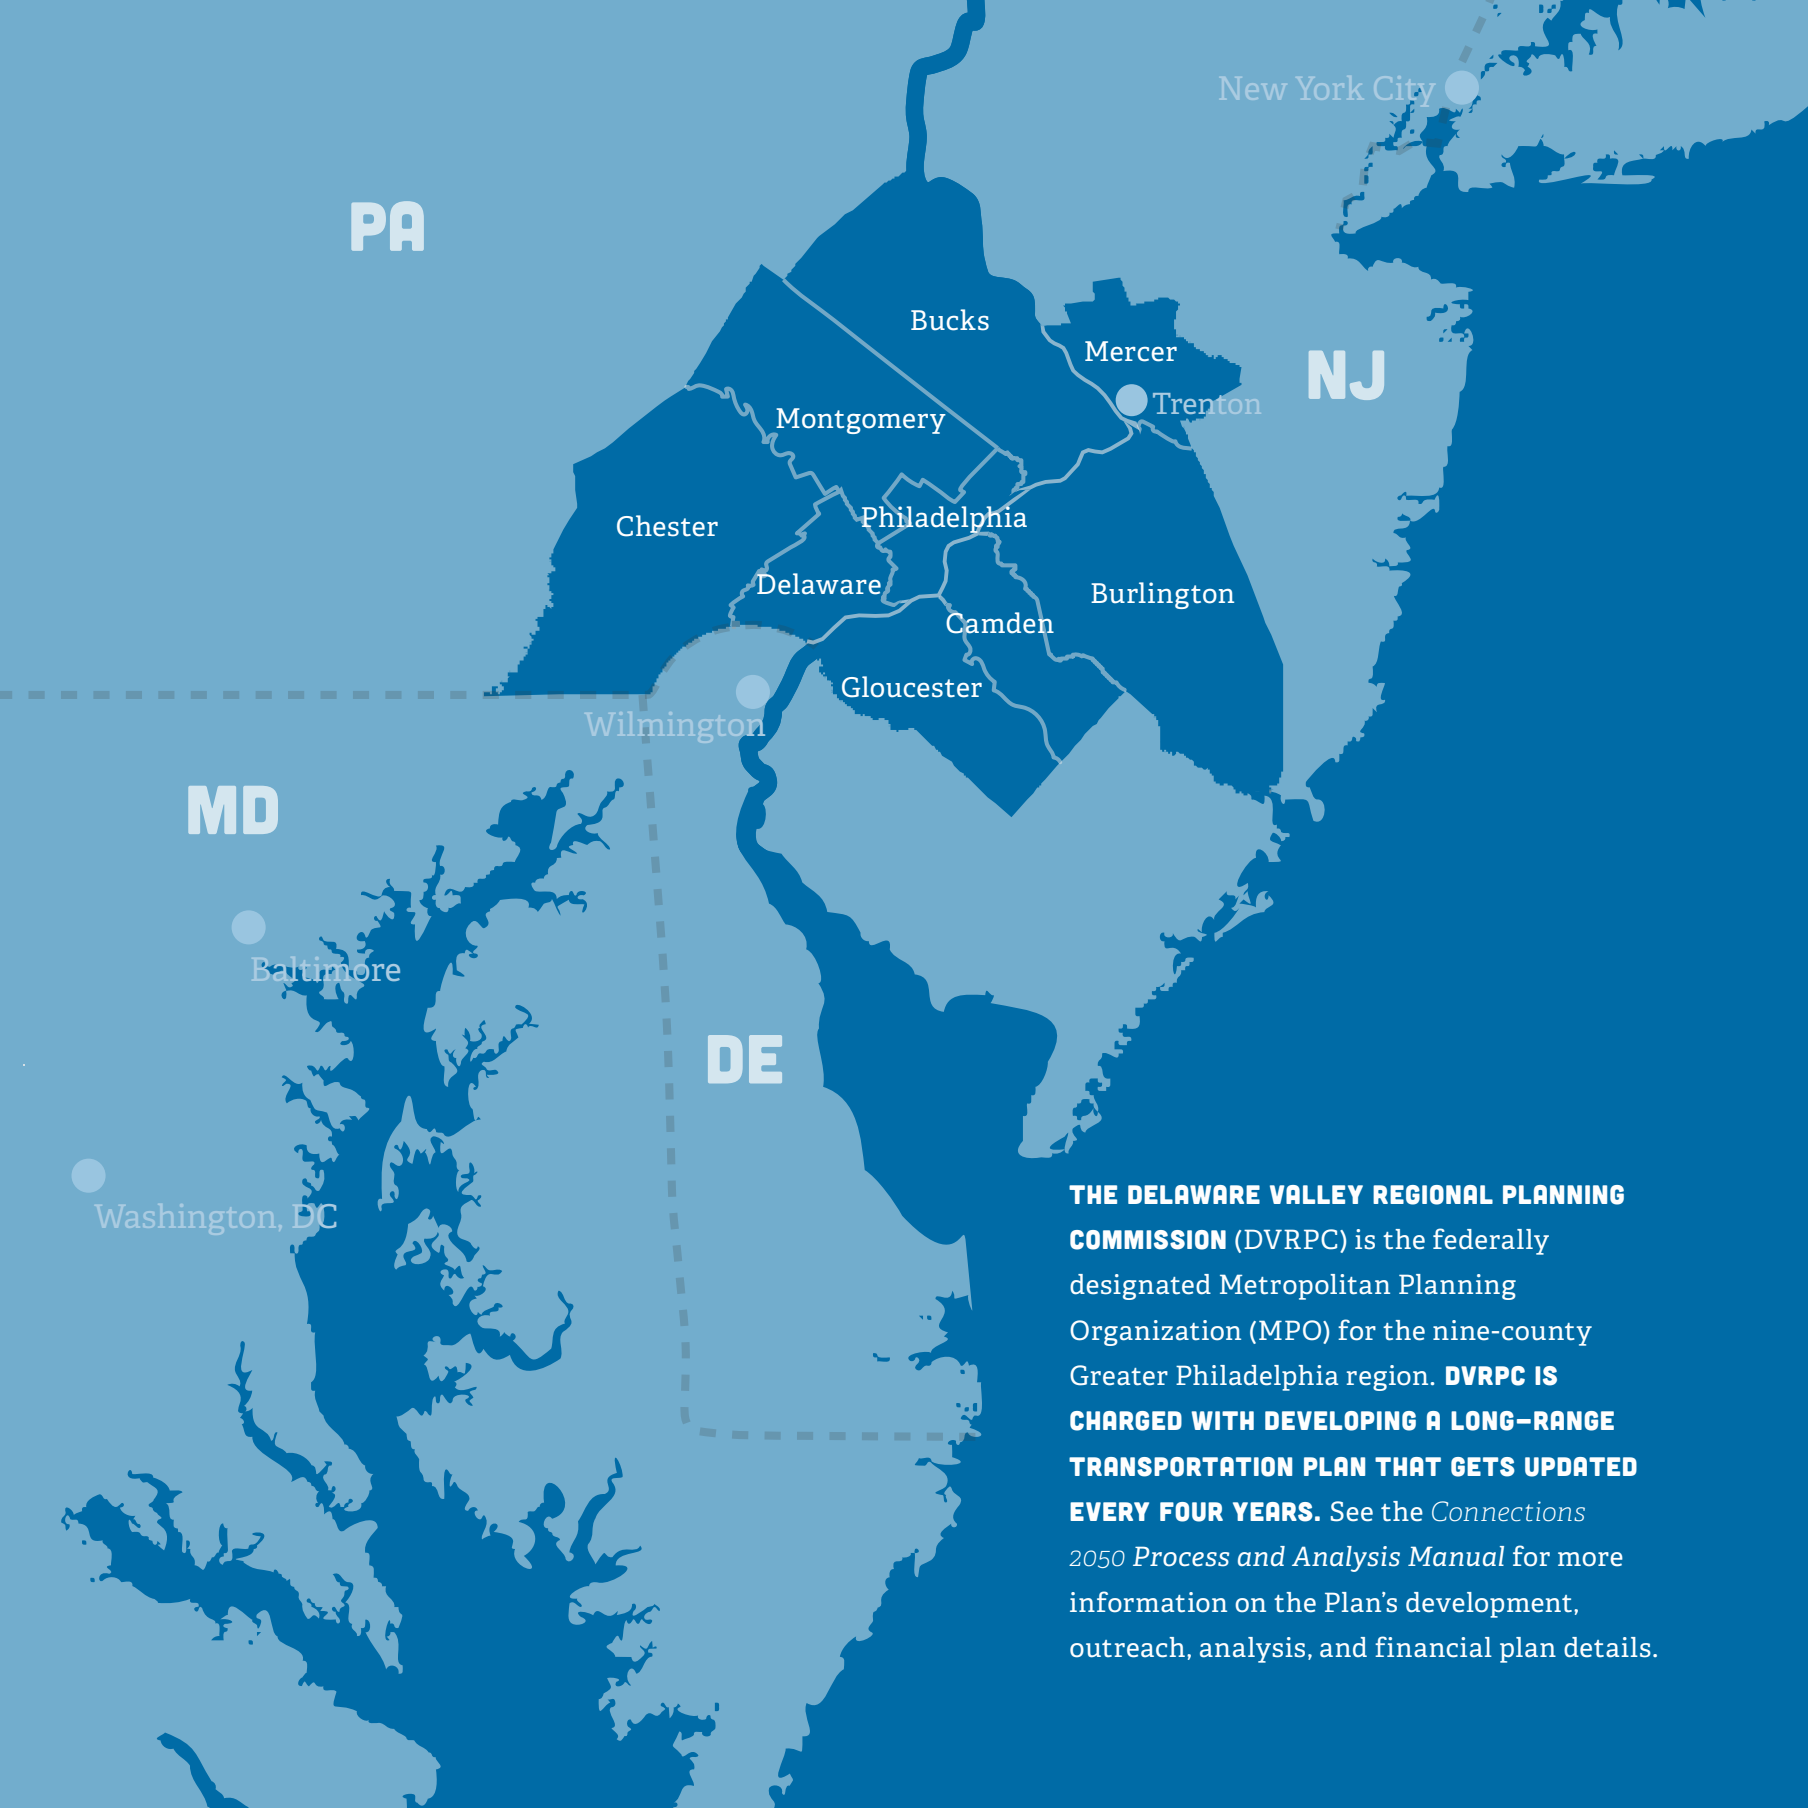 New York City
PA
Bucks
Mercer
NJ
Trenton
Montgomery
Philadelphia
Chester
Delaware
Burlington
Camden
Gloucester
Wilmington
MD
Baltimore
DE
Washington, DC
THE DELAWARE VALLEY REGIONAL PLANNING
COMMISSION (DVRPC) is the federally
designated Metropolitan Planning
Organization (MPO) for the nine-county
Greater Philadelphia region. DVRPC IS
CHARGED WITH DEVELOPING A LONG-RANGE
TRANSPORTATION PLAN THAT GETS UPDATED
EVERY FOUR YEARS. See the Connections
2050 Process and Analysis Manual for more
information on the Plan's development,
outreach, analysis, and financial plan details.